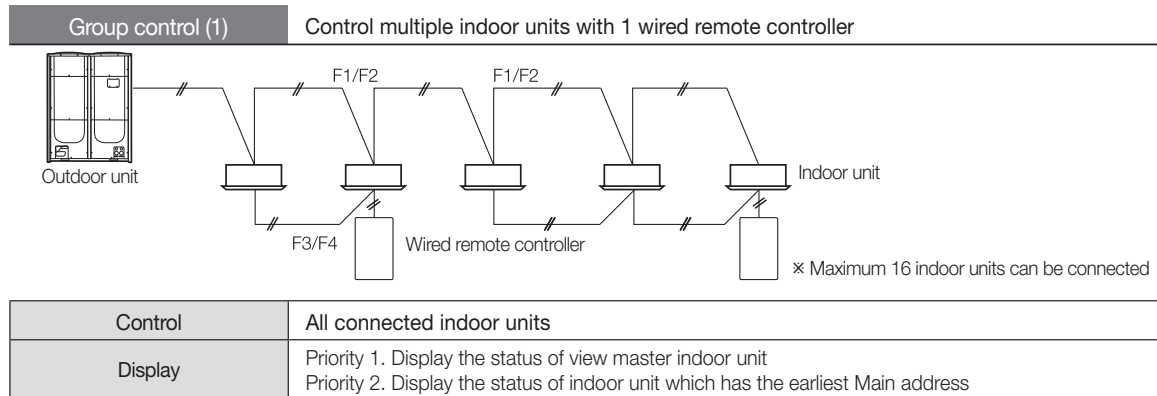 Group control (1)
Control multiple indoor units with 1 wired remote controller
F1/F2
F1/F2
Outdoor unit
Indoor unit
F3/F4
Wired remote controller
※ Maximum 16 indoor units can be connected
Control
All connected indoor units
Display
Priority 1. Display the status of view master indoor unit
Priority 2. Display the status of indoor unit which has the earliest Main address